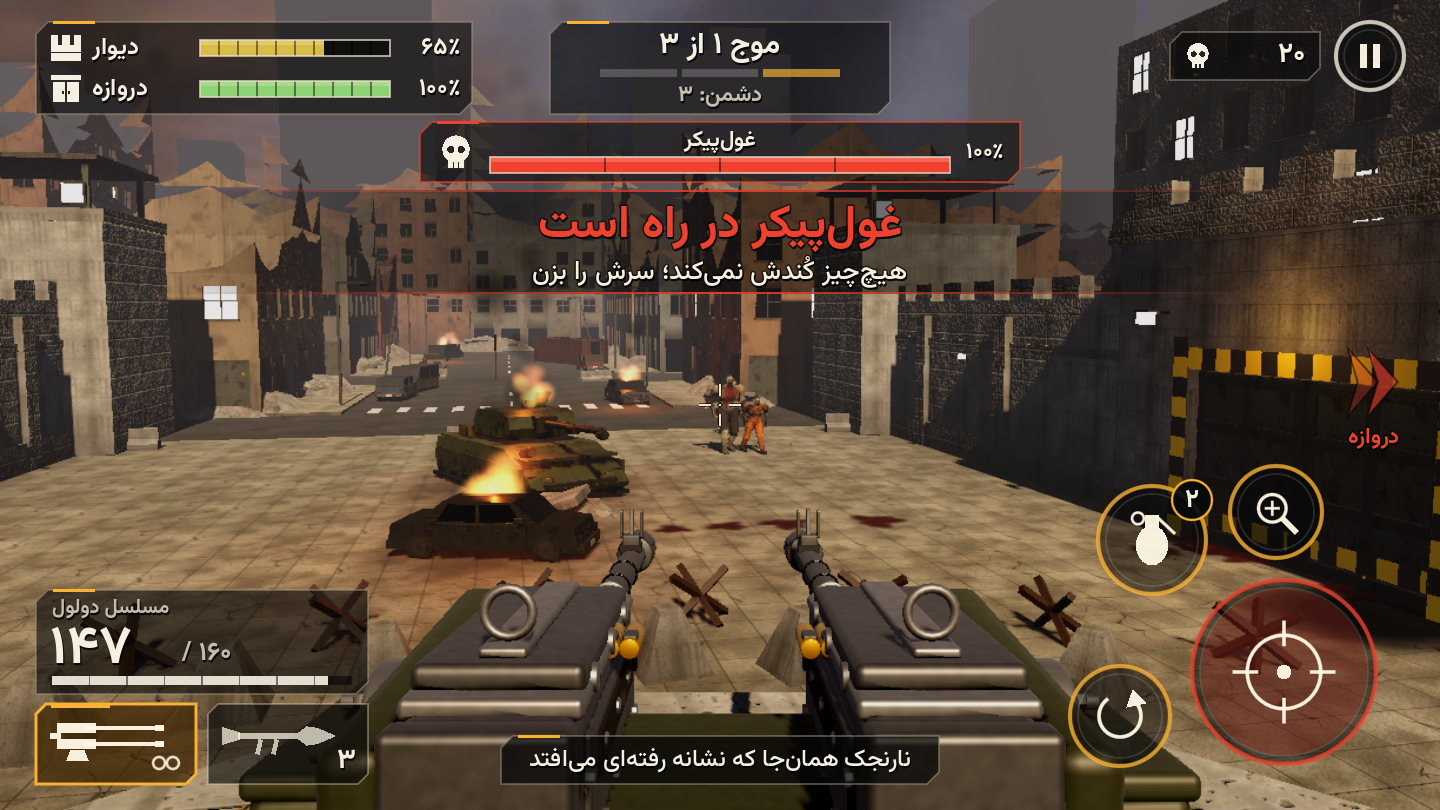 دیوار ۶۵٪
دروازه ۱۰۰٪
موج ۱ از ۳
دشمن: ۳
۲۰
غول‌پیکر
۱۰۰٪
غول‌پیکر در راه است
هیچ‌چیز کُندش نمی‌کند؛ سرش را بزن
دروازه
۲
مسلسل دولول
۱۴۷ / ۱۶۰
∞
۳
نارنجک همان‌جا که نشانه رفته‌ای می‌افتد